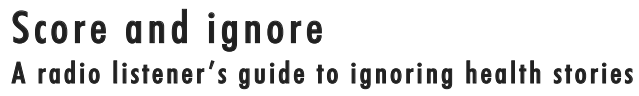 Score and ignore
A radio listener’s guide to ignoring health stories